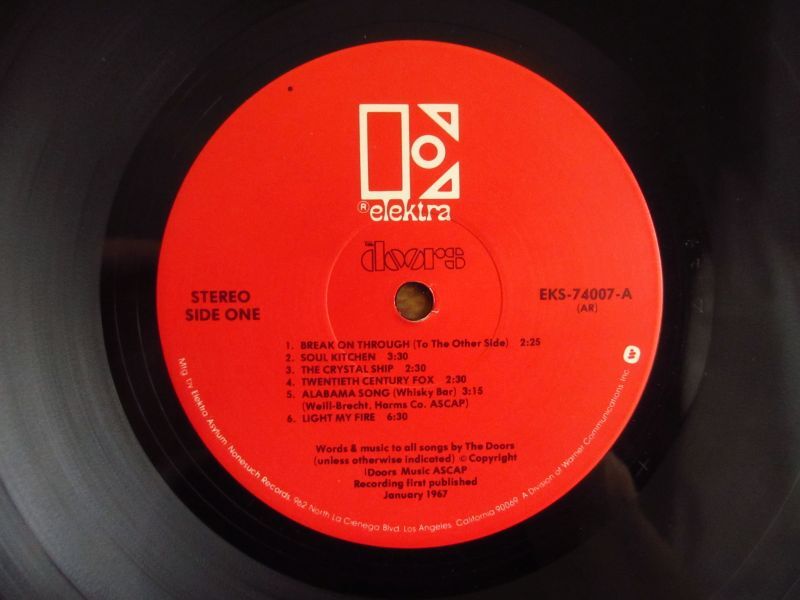 ® elektra
THE
doors
STEREO
SIDE ONE
EKS-74007-A
(AR)
1. BREAK ON THROUGH (To The Other Side) 2:25
2. SOUL KITCHEN 3:30
3. THE CRYSTAL SHIP 2:30
4. TWENTIETH CENTURY FOX 2:30
5. ALABAMA SONG (Whisky Bar) 3:15
(Weill-Brecht, Harms Co. ASCAP)
6. LIGHT MY FIRE 6:30
Words & music to all songs by The Doors
(unless otherwise indicated) © Copyright
Doors Music ASCAP
Recording first published
January 1967
Mfg. by Elektra Asylum Nonesuch Records, 962 North La Cienega Blvd. Los Angeles, California 90069. A Division of Warner Communications Inc.